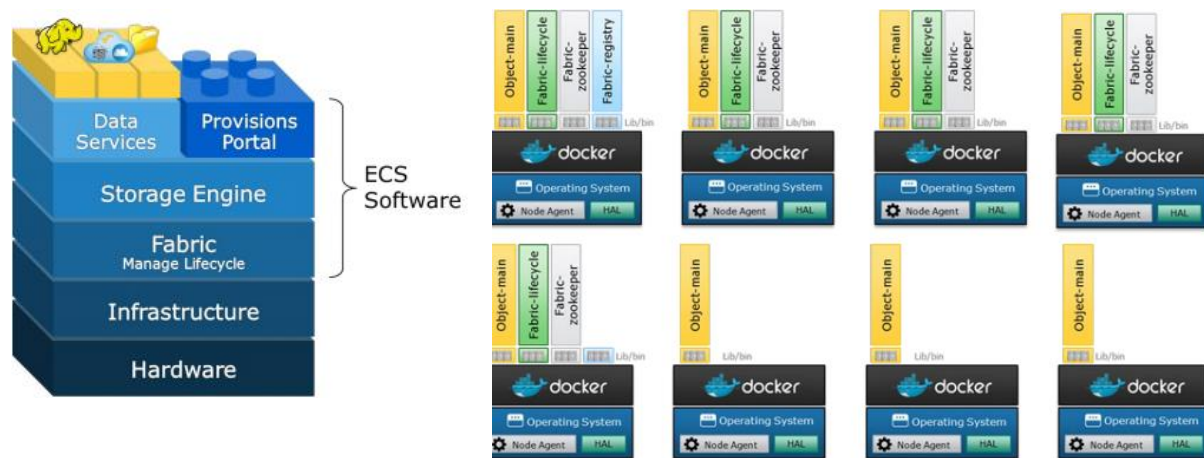 Data
Services
Provisions
Portal
Storage Engine
Fabric
Manage Lifecycle
Infrastructure
Hardware
ECS
Software
Object-main
Fabric-lifecycle
Fabric-
zookeeper
Fabric-registry
Lib/bin
docker
Operating System
Node Agent
HAL
Object-main
Fabric-lifecycle
Fabric-
zookeeper
Lib/bin
docker
Operating System
Node Agent
HAL
Object-main
Fabric-lifecycle
Fabric-
zookeeper
Lib/bin
docker
Operating System
Node Agent
HAL
Object-main
Fabric-lifecycle
Fabric-
zookeeper
Lib/bin
docker
Operating System
Node Agent
HAL
Object-main
Fabric-lifecycle
Fabric-
zookeeper
Lib/bin
docker
Operating System
Node Agent
HAL
Object-main
Lib/bin
docker
Operating System
Node Agent
HAL
Object-main
Lib/bin
docker
Operating System
Node Agent
HAL
Object-main
Lib/bin
docker
Operating System
Node Agent
HAL